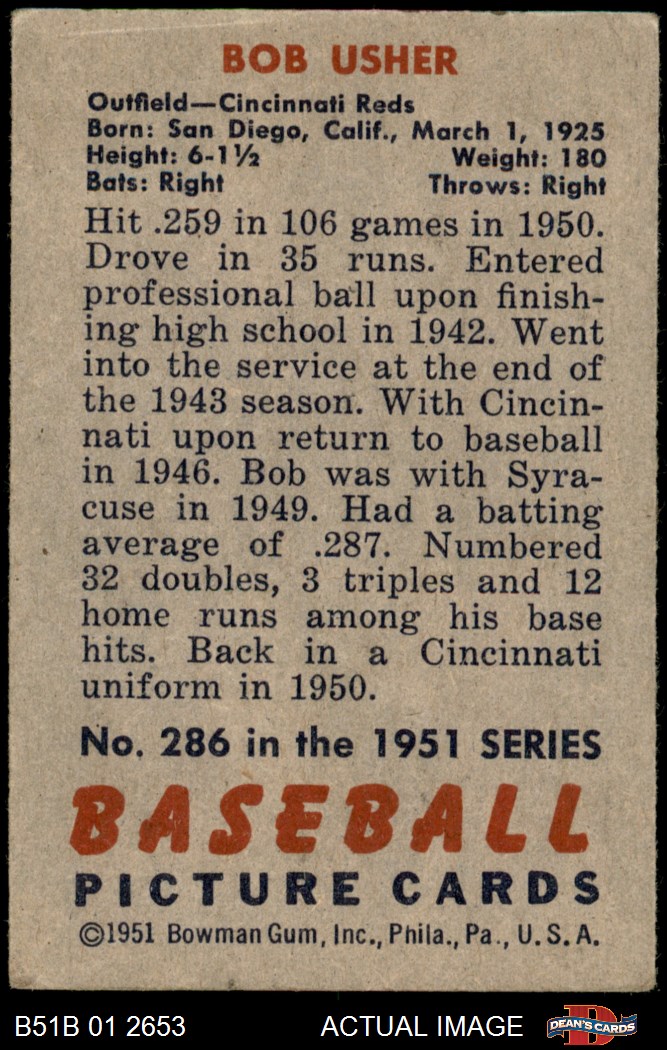 BOB USHER
Outfield—Cincinnati Reds
Born: San Diego, Calif., March 1, 1925
Height: 6-1½ Weight: 180
Bats: Right Throws: Right
Hit .259 in 106 games in 1950.
Drove in 35 runs. Entered
professional ball upon finish-
ing high school in 1942. Went
into the service at the end of
the 1943 season. With Cincin-
nati upon return to baseball
in 1946. Bob was with Syra-
cuse in 1949. Had a batting
average of .287. Numbered
32 doubles, 3 triples and 12
home runs among his base
hits. Back in a Cincinnati
uniform in 1950.
No. 286 in the 1951 SERIES
BASEBALL
PICTURE CARDS
©1951 Bowman Gum, Inc., Phila., Pa., U.S.A.
B51B 01 2653 ACTUAL IMAGE D DEAN'S CARDS